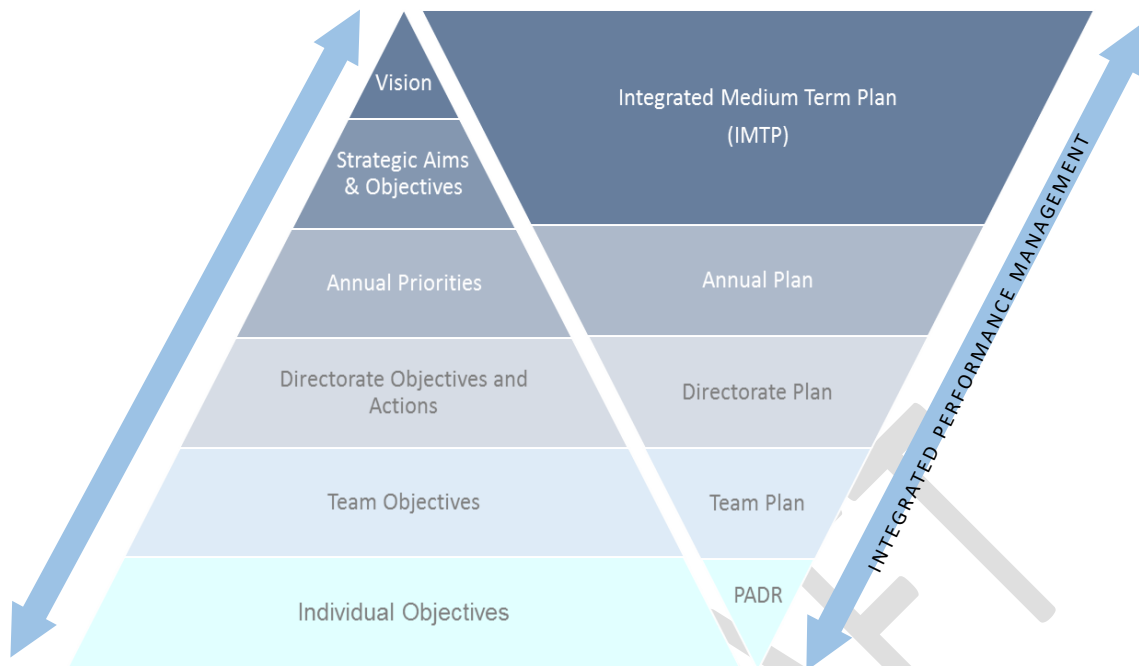 Vision
Strategic Aims
& Objectives
Annual Priorities
Directorate Objectives and
Actions
Team Objectives
Individual Objectives
Integrated Medium Term Plan
(IMTP)
Annual Plan
Directorate Plan
Team Plan
PADR
INTEGRATED PERFORMANCE MANAGEMENT